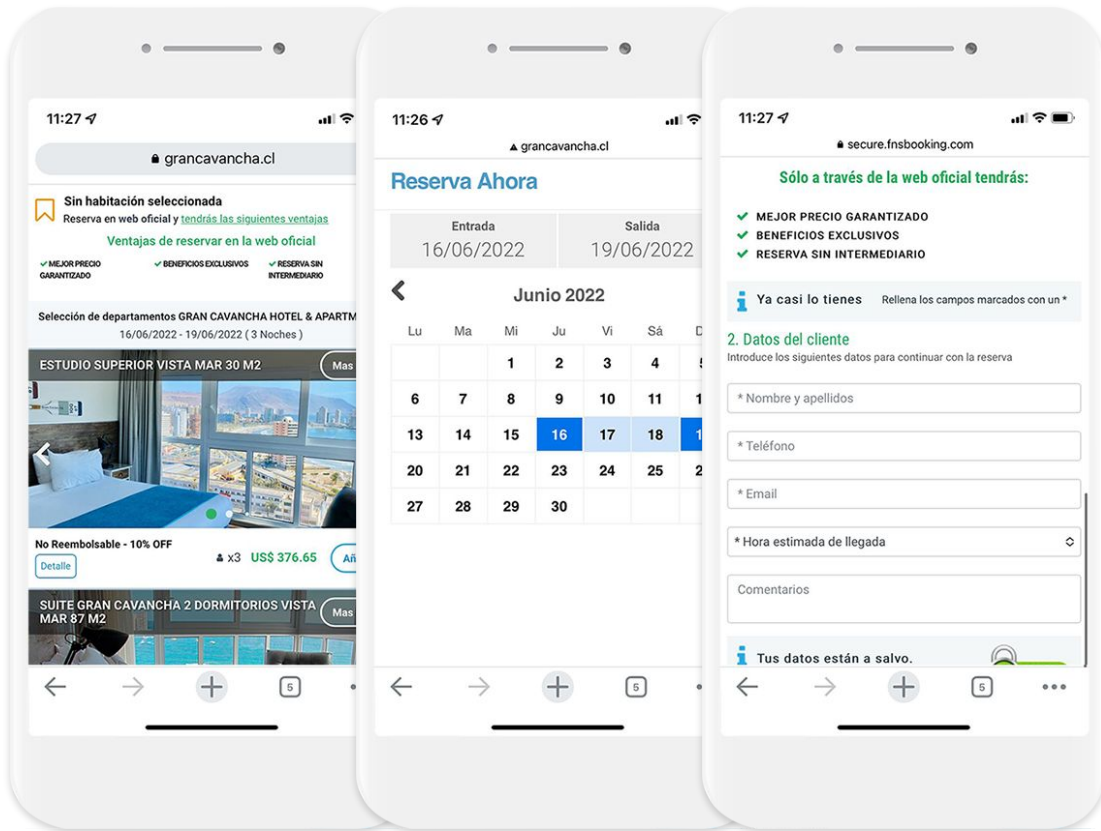 11:27
grancavancha.cl
Sin habitación seleccionada
Reserva en web oficial y tendrás las siguientes ventajas
Ventajas de reservar en la web oficial
MEJOR PRECIO GARANTIZADO
BENEFICIOS EXCLUSIVOS
RESERVA SIN INTERMEDIARIO
Selección de departamentos GRAN CAVANCHA HOTEL & APARTM
16/06/2022 - 19/06/2022 ( 3 Noches )
ESTUDIO SUPERIOR VISTA MAR 30 M2
Mas
No Reembolsable - 10% OFF
Detalle
x3 US$ 376.65
Añ
SUITE GRAN CAVANCHA 2 DORMITORIOS VISTA
MAR 87 M2
Mas
5
11:26
grancavancha.cl
Reserva Ahora
Entrada
16/06/2022
Salida
19/06/2022
Junio 2022
Lu Ma Mi Ju Vi Sá D
1 2 3 4
6 7 8 9 10 11 1
13 14 15 16 17 18 1
20 21 22 23 24 25 2
27 28 29 30
5
11:27
secure.fnsbooking.com
Sólo a través de la web oficial tendrás:
MEJOR PRECIO GARANTIZADO
BENEFICIOS EXCLUSIVOS
RESERVA SIN INTERMEDIARIO
Ya casi lo tienes Rellena los campos marcados con un *
2. Datos del cliente
Introduce los siguientes datos para continuar con la reserva
* Nombre y apellidos
* Teléfono
* Email
* Hora estimada de llegada
Comentarios
Tus datos están a salvo.
5